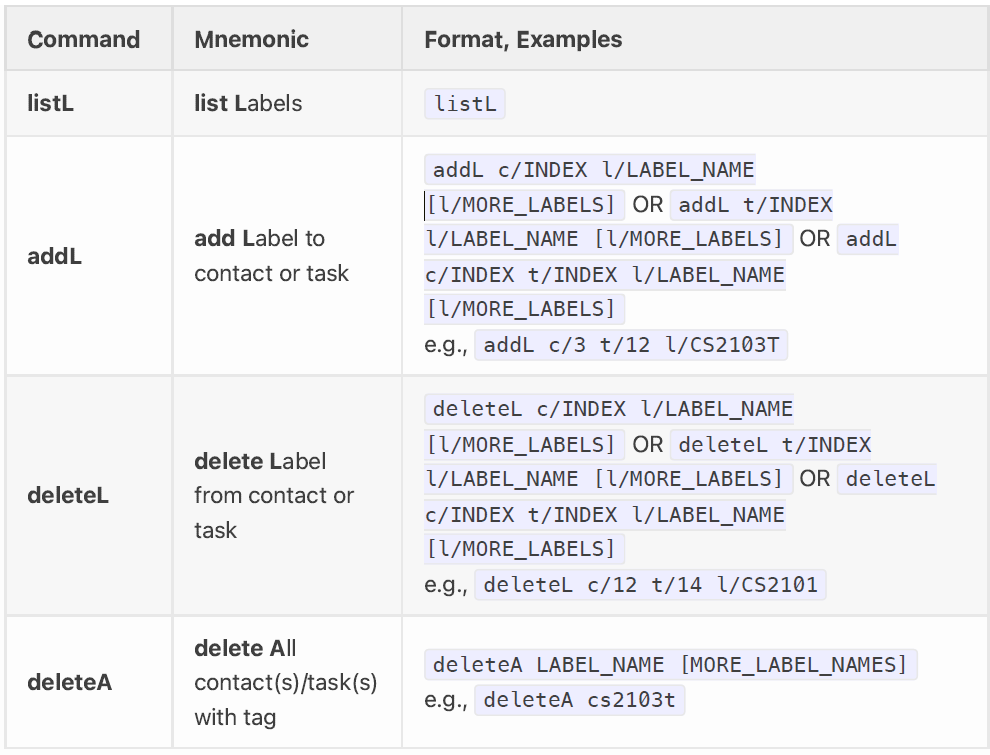 Command Mnemonic Format, Examples
listL list Labels listL
addL add Label to contact or task
addL c/INDEX l/LABEL_NAME
[l/MORE_LABELS] OR addL t/INDEX
l/LABEL_NAME [l/MORE_LABELS] OR addL
c/INDEX t/INDEX l/LABEL_NAME
[l/MORE_LABELS]
e.g., addL c/3 t/12 l/CS2103T
deleteL delete Label from contact or task
deleteL c/INDEX l/LABEL_NAME
[l/MORE_LABELS] OR deleteL t/INDEX
l/LABEL_NAME [l/MORE_LABELS] OR deleteL
c/INDEX t/INDEX l/LABEL_NAME
[l/MORE_LABELS]
e.g., deleteL c/12 t/14 l/CS2101
deleteA delete All contact(s)/task(s) with tag
deleteA LABEL_NAME [MORE_LABEL_NAMES]
e.g., deleteA cs2103t